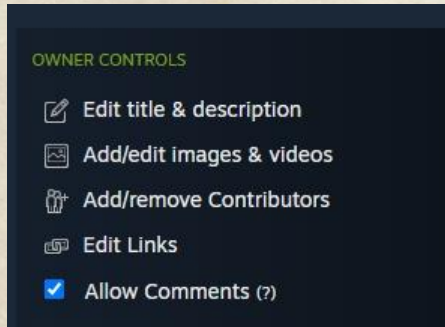 OWNER CONTROLS
Edit title & description
Add/edit images & videos
Add/remove Contributors
Edit Links
Allow Comments (?)